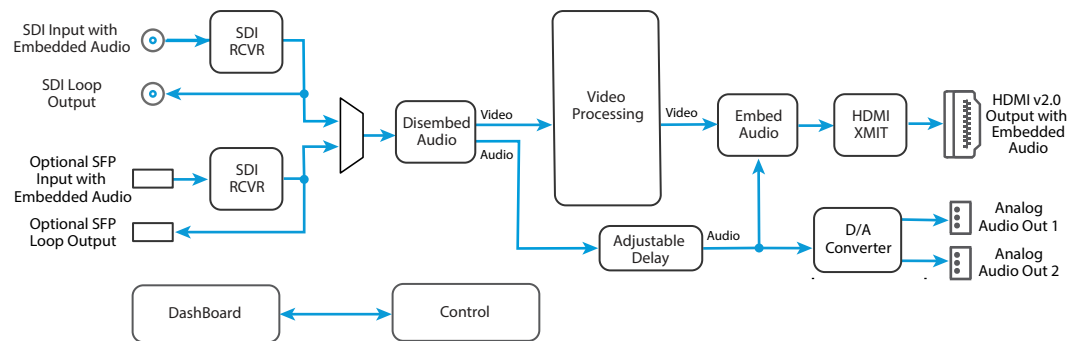 SDI Input with
Embedded Audio
SDI
RCVR
SDI Loop
Output
Optional SFP
Input with
Embedded Audio
SDI
RCVR
Optional SFP
Loop Output
Disembed
Audio
Video
Audio
Video
Processing
Video
Embed
Audio
HDMI
XMIT
HDMI v2.0
Output with
Embedded
Audio
Adjustable
Delay
Audio
D/A
Converter
Analog
Audio Out 1
Analog
Audio Out 2
DashBoard
Control